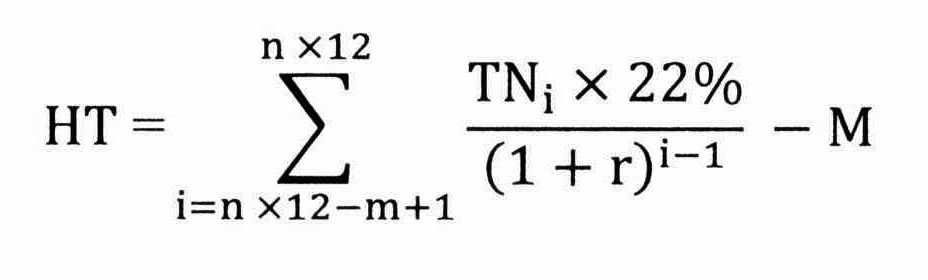 n ×12
HT = ∑ TNᵢ × 22% / (1 + r)ⁱ⁻¹ − M
i=n ×12−m+1